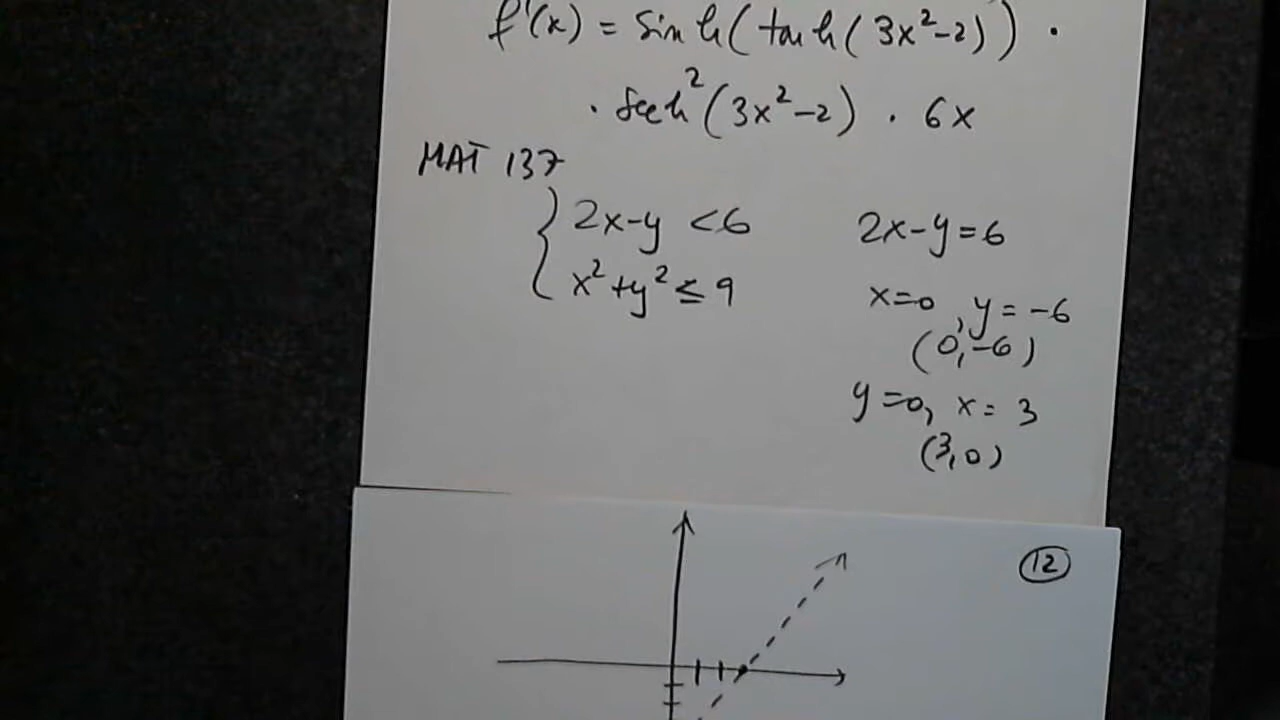 f'(x) = sinh(tanh(3x²-2)) ·
· sech²(3x²-2) · 6x
MAT 137
{ 2x-y <6
x²+y² ≤ 9
2x-y=6
x=0, y=-6
(0,-6)
y=0, x=3
(3,0)
12